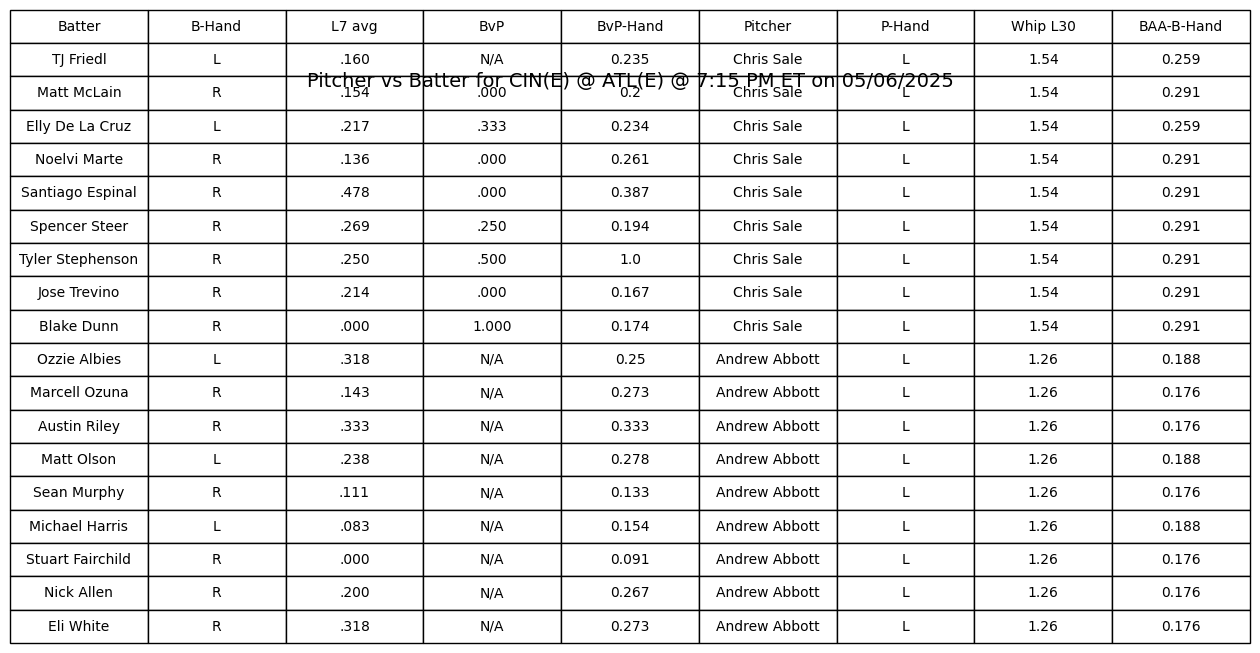 Batter B-Hand L7 avg BvP BvP-Hand Pitcher P-Hand Whip L30 BAA-B-Hand
TJ Friedl L .160 N/A 0.235 Chris Sale L 1.54 0.259
Pitcher vs Batter for CIN(E) @ ATL(E) @ 7:15 PM ET on 05/06/2025
Matt McLain R .154 .000 0.2 Chris Sale L 1.54 0.291
Elly De La Cruz L .217 .333 0.234 Chris Sale L 1.54 0.259
Noelvi Marte R .136 .000 0.261 Chris Sale L 1.54 0.291
Santiago Espinal R .478 .000 0.387 Chris Sale L 1.54 0.291
Spencer Steer R .269 .250 0.194 Chris Sale L 1.54 0.291
Tyler Stephenson R .250 .500 1.0 Chris Sale L 1.54 0.291
Jose Trevino R .214 .000 0.167 Chris Sale L 1.54 0.291
Blake Dunn R .000 1.000 0.174 Chris Sale L 1.54 0.291
Ozzie Albies L .318 N/A 0.25 Andrew Abbott L 1.26 0.188
Marcell Ozuna R .143 N/A 0.273 Andrew Abbott L 1.26 0.176
Austin Riley R .333 N/A 0.333 Andrew Abbott L 1.26 0.176
Matt Olson L .238 N/A 0.278 Andrew Abbott L 1.26 0.188
Sean Murphy R .111 N/A 0.133 Andrew Abbott L 1.26 0.176
Michael Harris L .083 N/A 0.154 Andrew Abbott L 1.26 0.188
Stuart Fairchild R .000 N/A 0.091 Andrew Abbott L 1.26 0.176
Nick Allen R .200 N/A 0.267 Andrew Abbott L 1.26 0.176
Eli White R .318 N/A 0.273 Andrew Abbott L 1.26 0.176